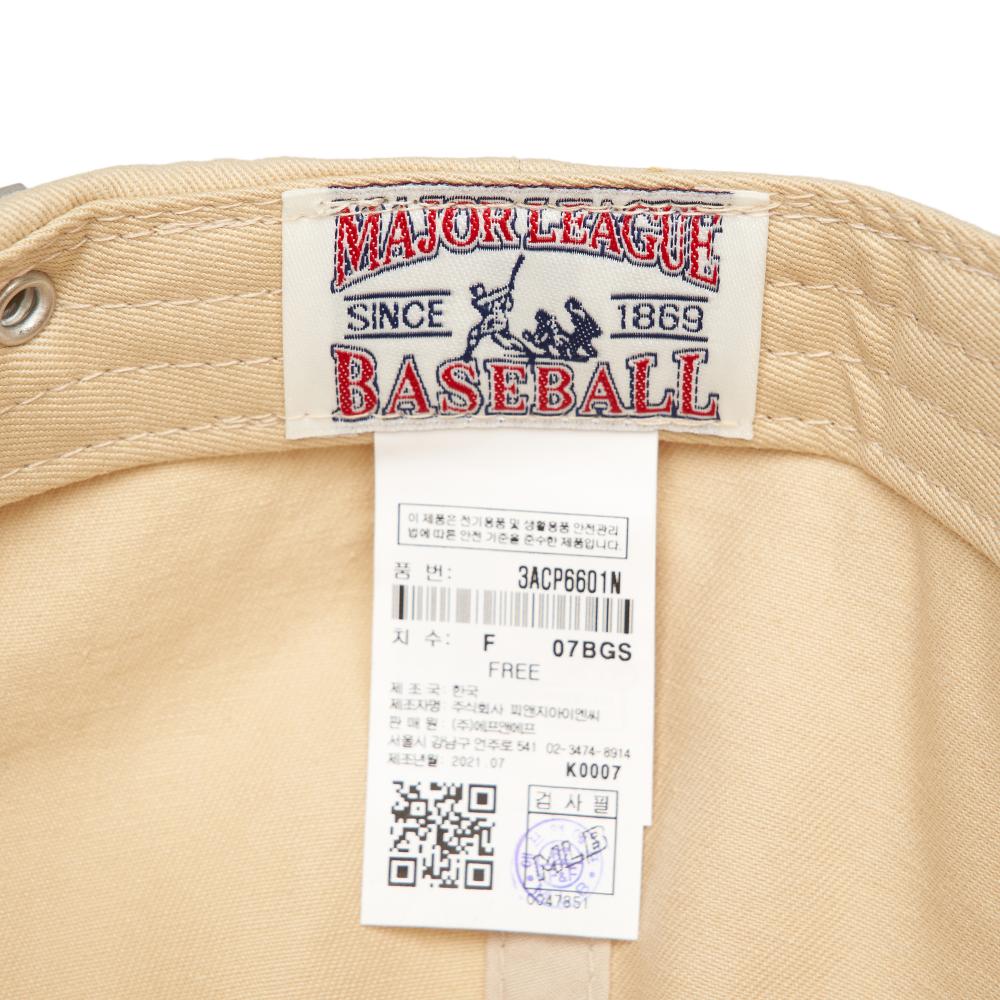 MAJOR LEAGUE
SINCE 1869
BASEBALL
이 제품은 전기용품 및 생활용품 안전관리
법에 따른 안전 기준을 준수한 제품입니다.
품 번: 3ACP6601N
치 수: F 07BGS
FREE
제 조 국: 한국
제조자명: 주식회사 피앤지아이엔씨
판 매 원: (주)에프앤에프
서울시 강남구 언주로 541 02-3474-8914
제조년월: 2021.07
K0007
검 사 필
MLB
F&F
0047851